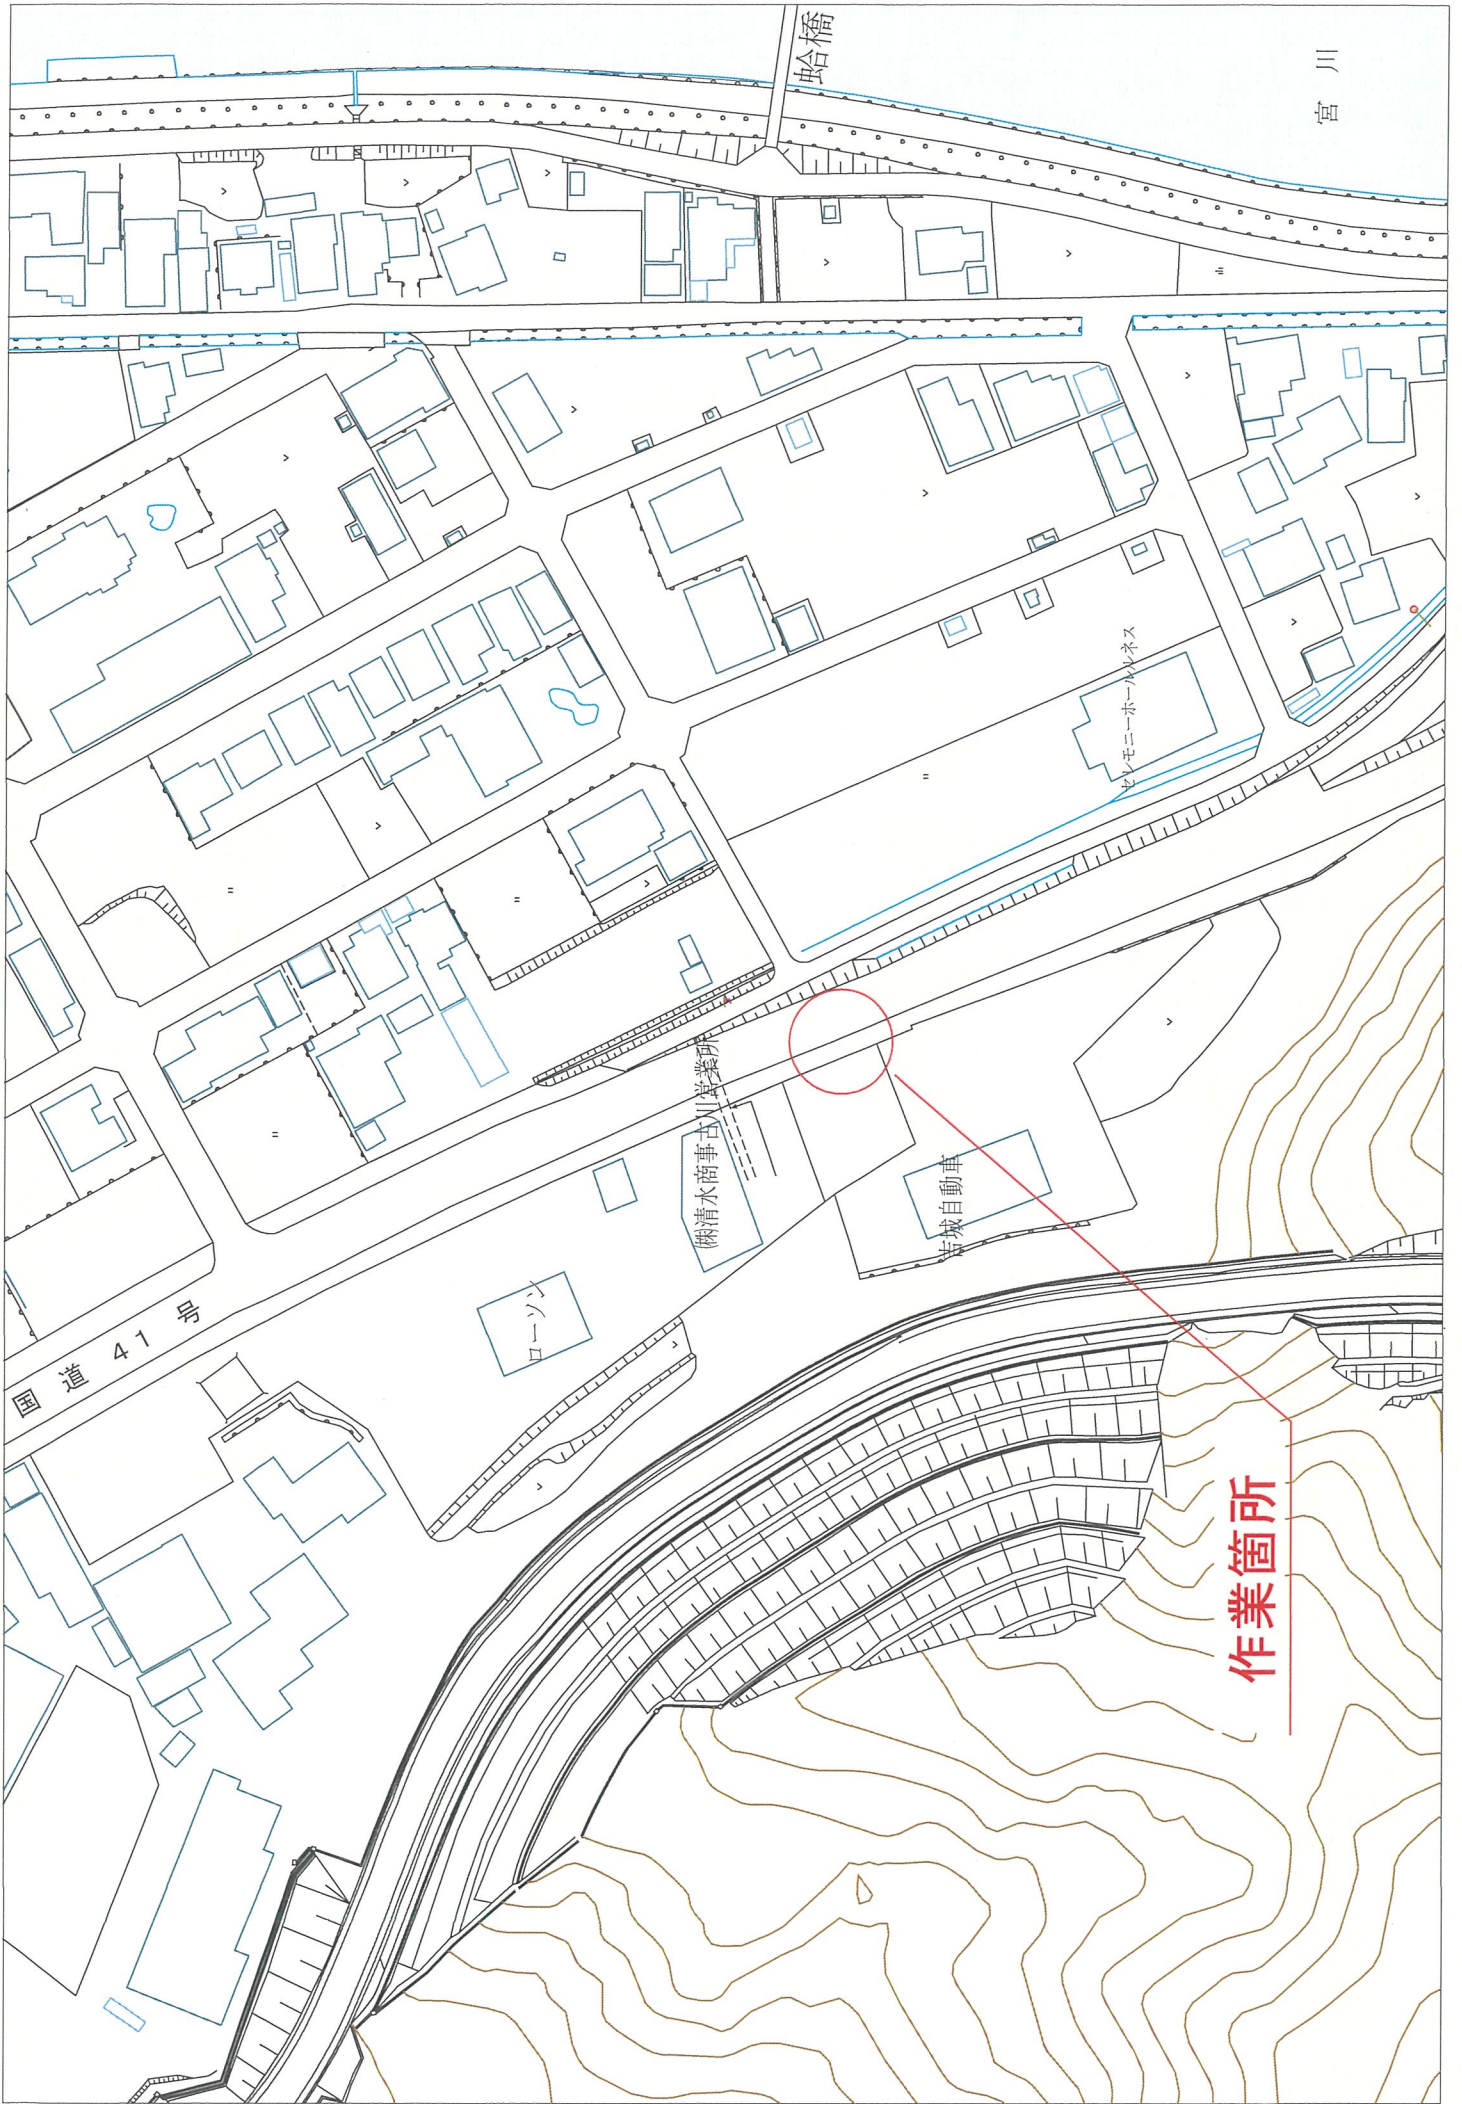 蛤橋
宮川
セレモニーホールルネス
㈱清水商事古川営業所
吉城自動車
ローソン
国道41号
作業箇所